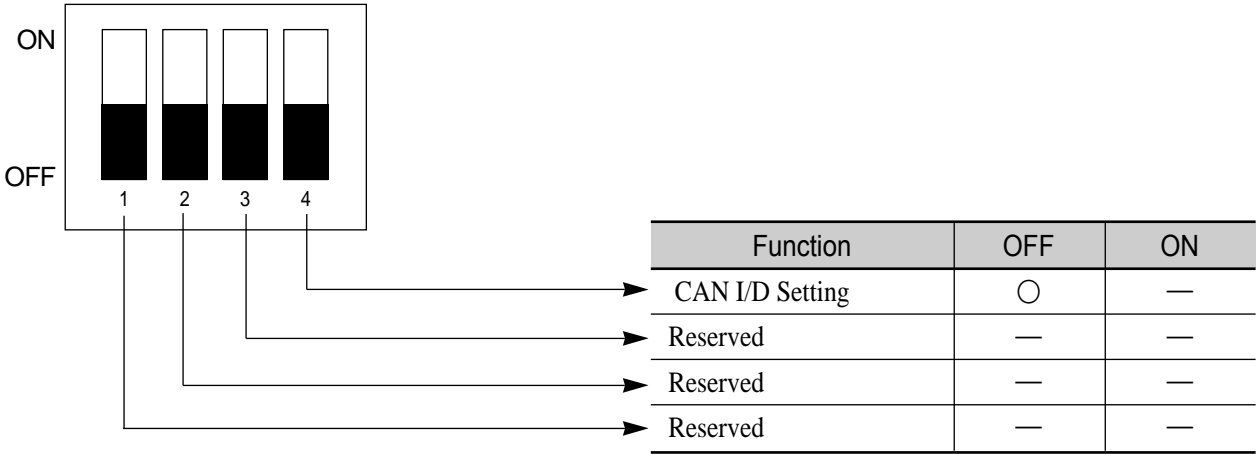 ON
OFF
1 2 3 4
Function OFF ON
CAN I/D Setting ○ —
Reserved — —
Reserved — —
Reserved — —